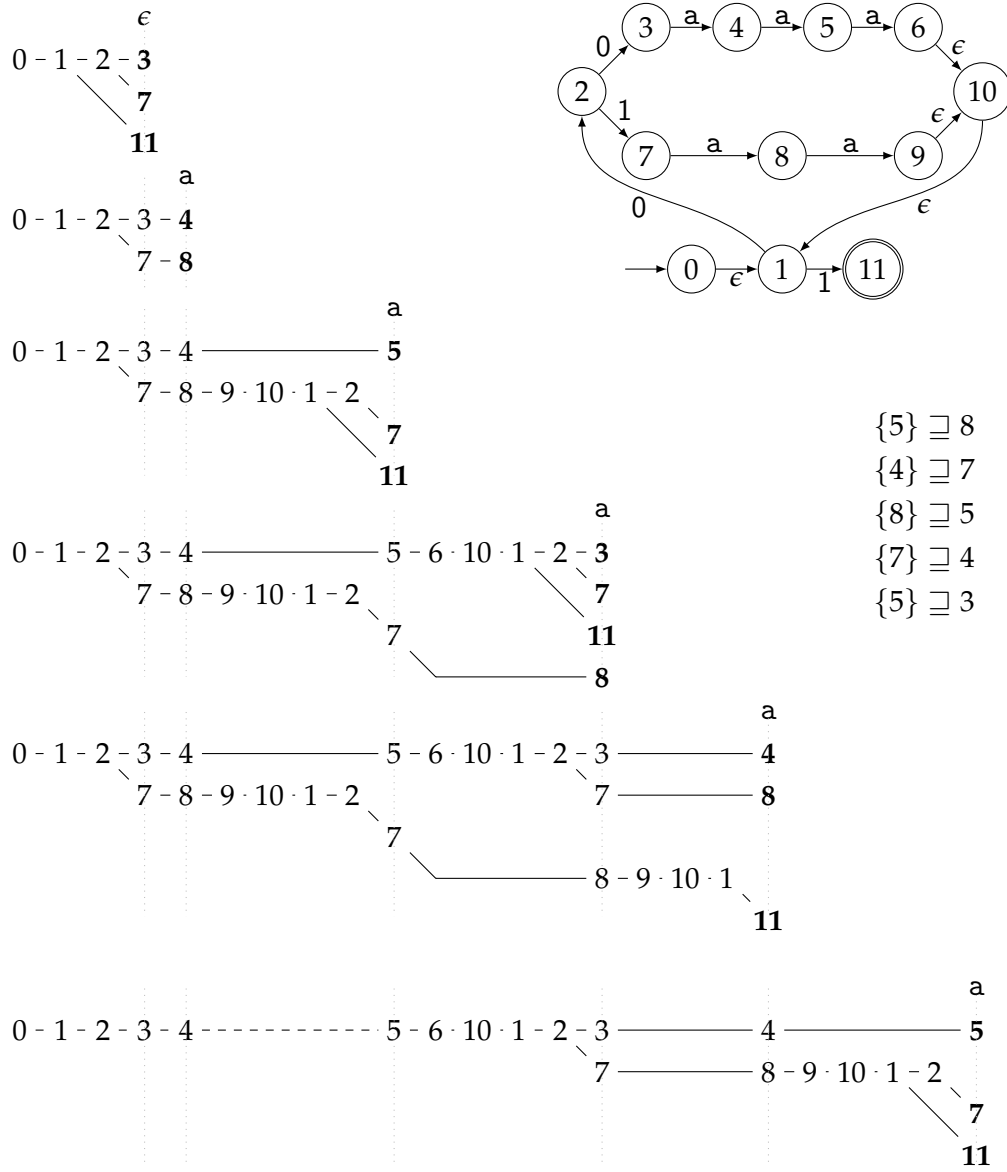 ϵ
0 - 1 - 2 - 3
7
11
a
0 - 1 - 2 - 3 - 4
7 - 8
a
0 - 1 - 2 - 3 - 4 5
7 - 8 - 9 · 10 · 1 - 2
7
11
a
0 - 1 - 2 - 3 - 4 5 - 6 · 10 · 1 - 2 - 3
7 - 8 - 9 · 10 · 1 - 2 7
7 11
8
a
0 - 1 - 2 - 3 - 4 5 - 6 · 10 · 1 - 2 - 3 4
7 - 8 - 9 · 10 · 1 - 2 7 8
7
8 - 9 · 10 · 1
11
a
0 - 1 - 2 - 3 - 4 5 - 6 · 10 · 1 - 2 - 3 4 5
7 8 - 9 · 10 · 1 - 2
7
11
3 a 4 a 5 a 6
0 ϵ
2 10
1 ϵ
7 a 8 a 9
0 ϵ
0 ϵ 1 1 11
{5} ⊒ 8
{4} ⊒ 7
{8} ⊒ 5
{7} ⊒ 4
{5} ⊒ 3